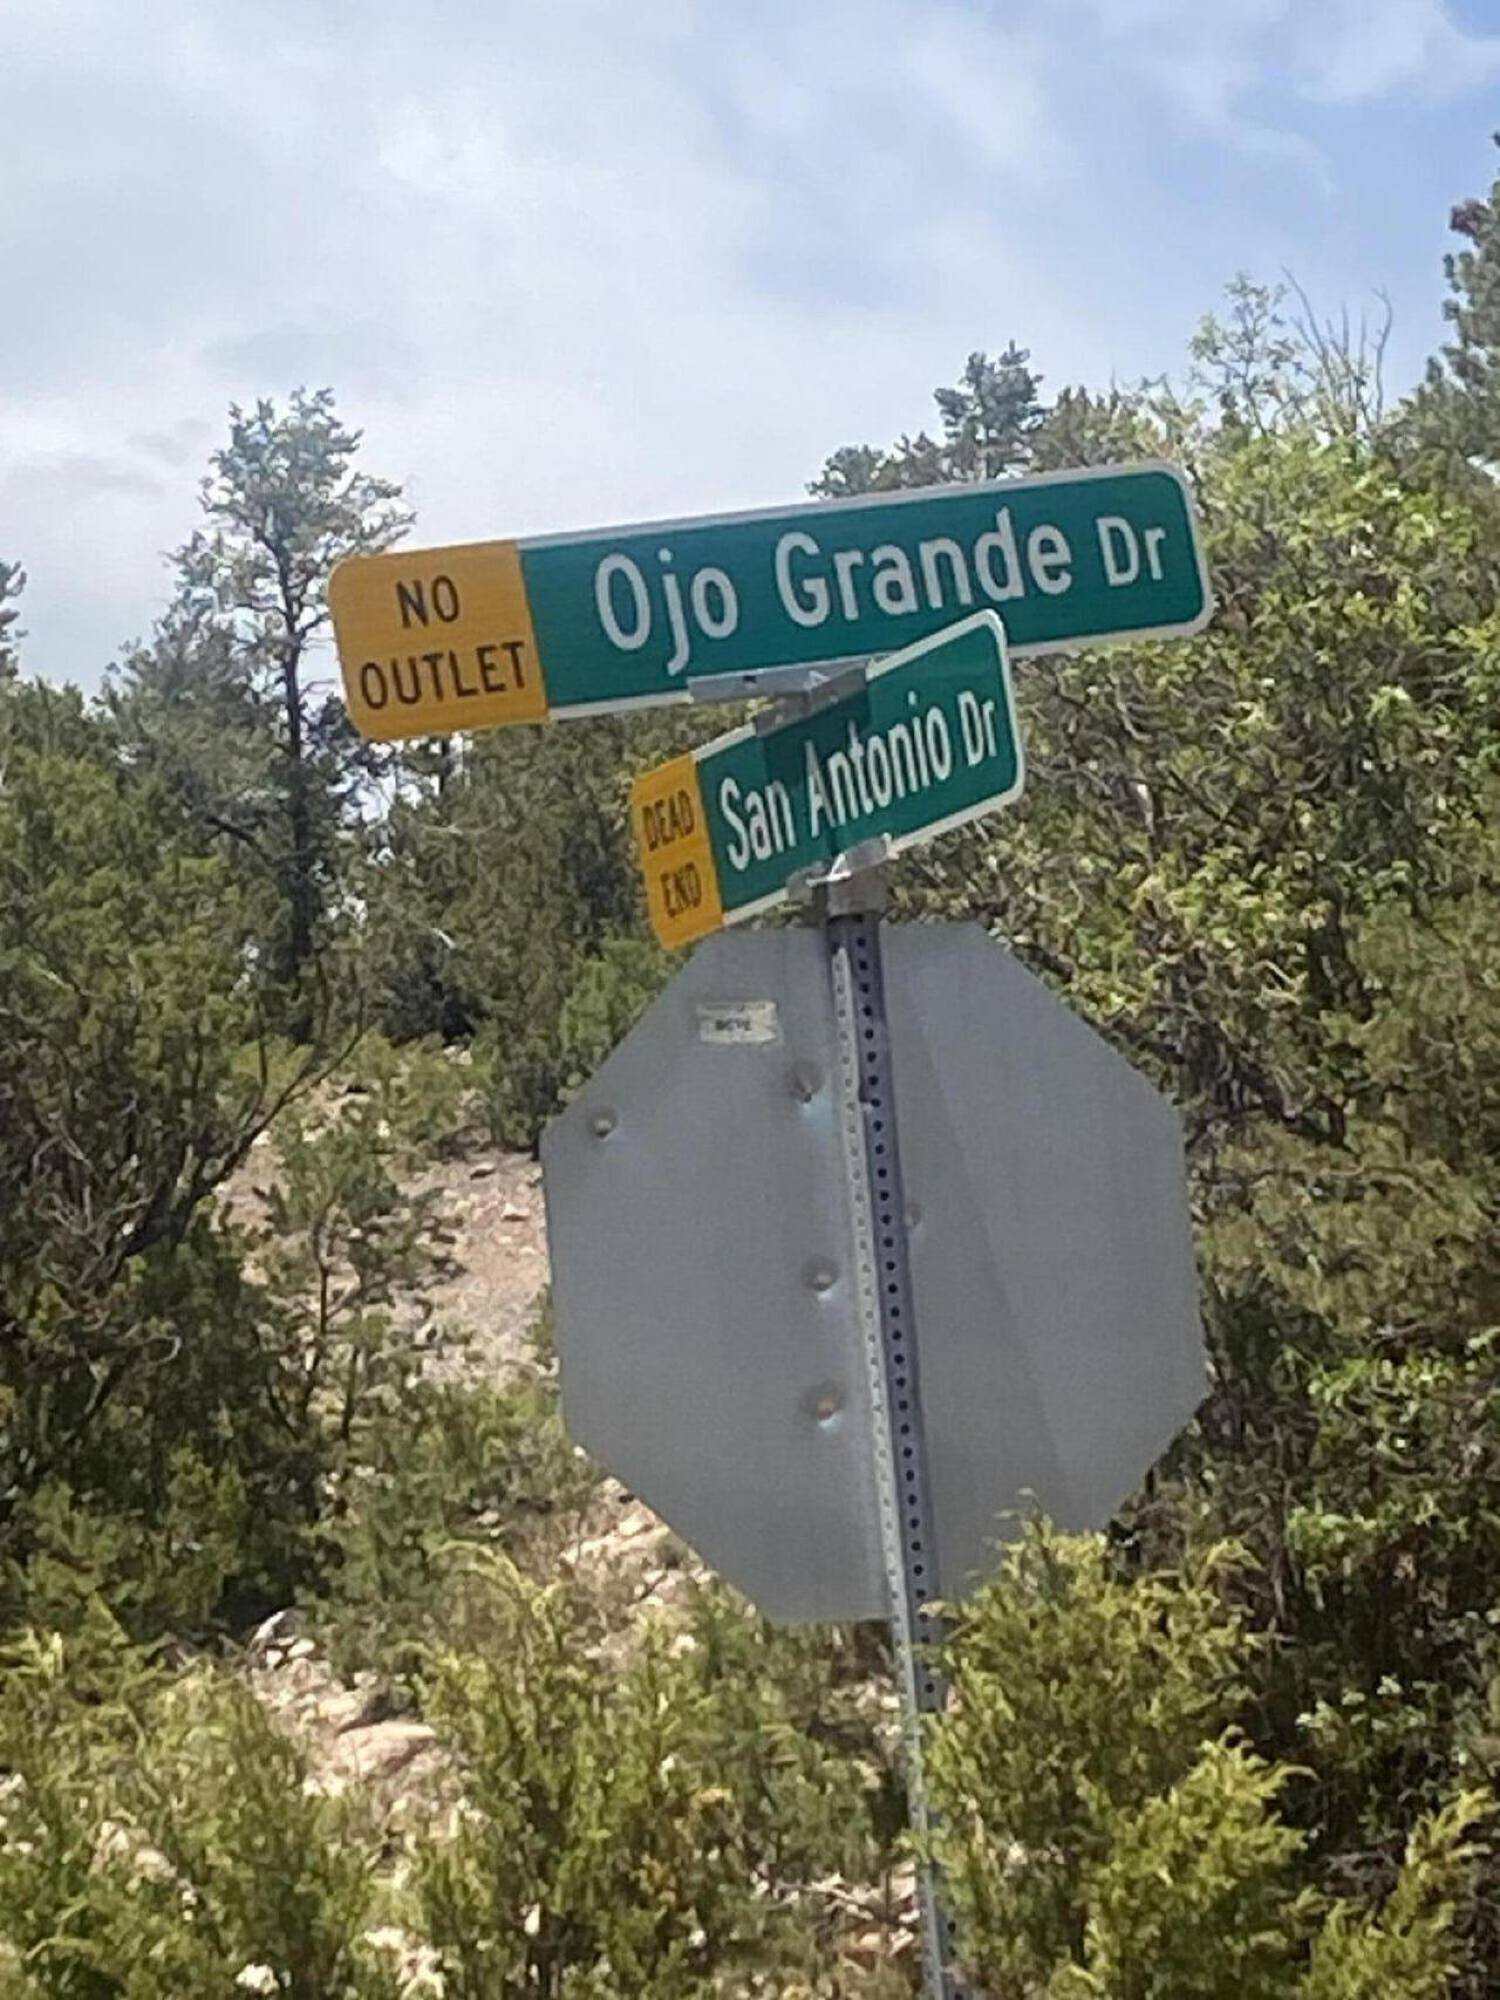 NO
OUTLET
Ojo Grande Dr
DEAD
END
San Antonio Dr